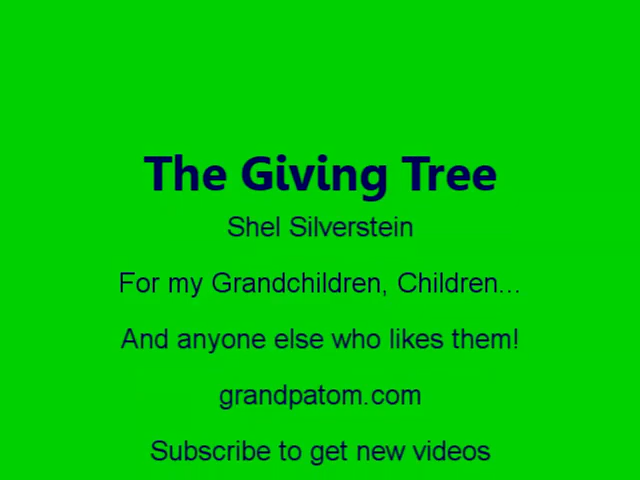 The Giving Tree
Shel Silverstein
For my Grandchildren, Children...
And anyone else who likes them!
grandpatom.com
Subscribe to get new videos